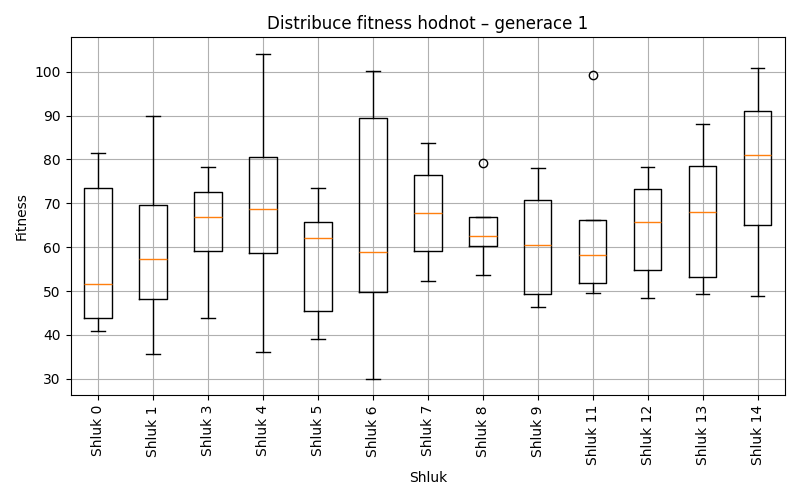 Distribuce fitness hodnot – generace 1
Fitness
100
90
80
70
60
50
40
30
Shluk 0
Shluk 1
Shluk 3
Shluk 4
Shluk 5
Shluk 6
Shluk 7
Shluk 8
Shluk 9
Shluk 11
Shluk 12
Shluk 13
Shluk 14
Shluk